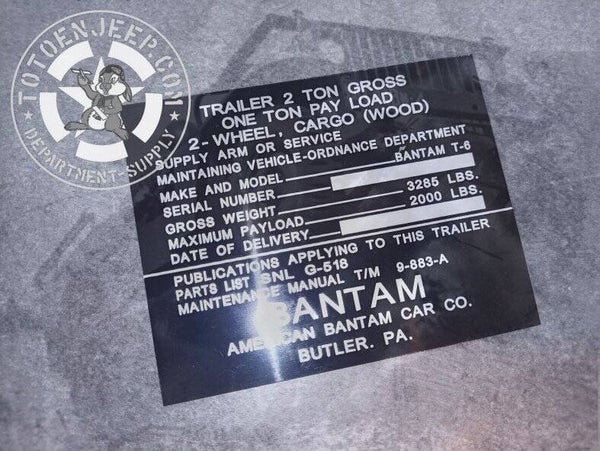 TOTOENJEEP.COM
DEPARTMENT-SUPPLY
TRAILER 2 TON GROSS
ONE TON PAY LOAD
2-WHEEL, CARGO (WOOD)
SUPPLY ARM OR SERVICE
MAINTAINING VEHICLE-ORDNANCE DEPARTMENT
MAKE AND MODEL BANTAM T-6
SERIAL NUMBER
GROSS WEIGHT 3285 LBS.
MAXIMUM PAYLOAD 2000 LBS.
DATE OF DELIVERY
PUBLICATIONS APPLYING TO THIS TRAILER
PARTS LIST SNL G-518
MAINTENANCE MANUAL T/M 9-883-A
BANTAM
AMERICAN BANTAM CAR CO.
BUTLER. PA.